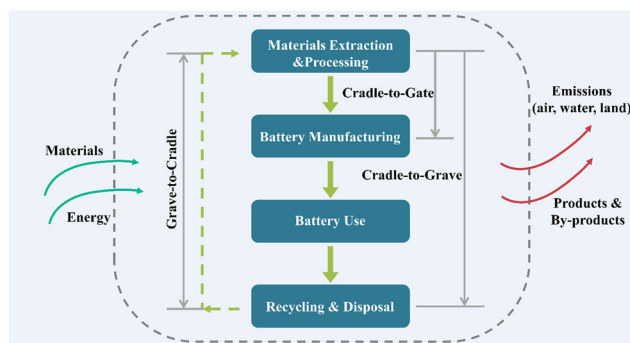 Materials Extraction
&Processing
Cradle-to-Gate
Emissions
(air, water, land)
Battery Manufacturing
Materials
Grave-to-Cradle
Cradle-to-Grave
Energy
Battery Use
Products &
By-products
Recycling & Disposal